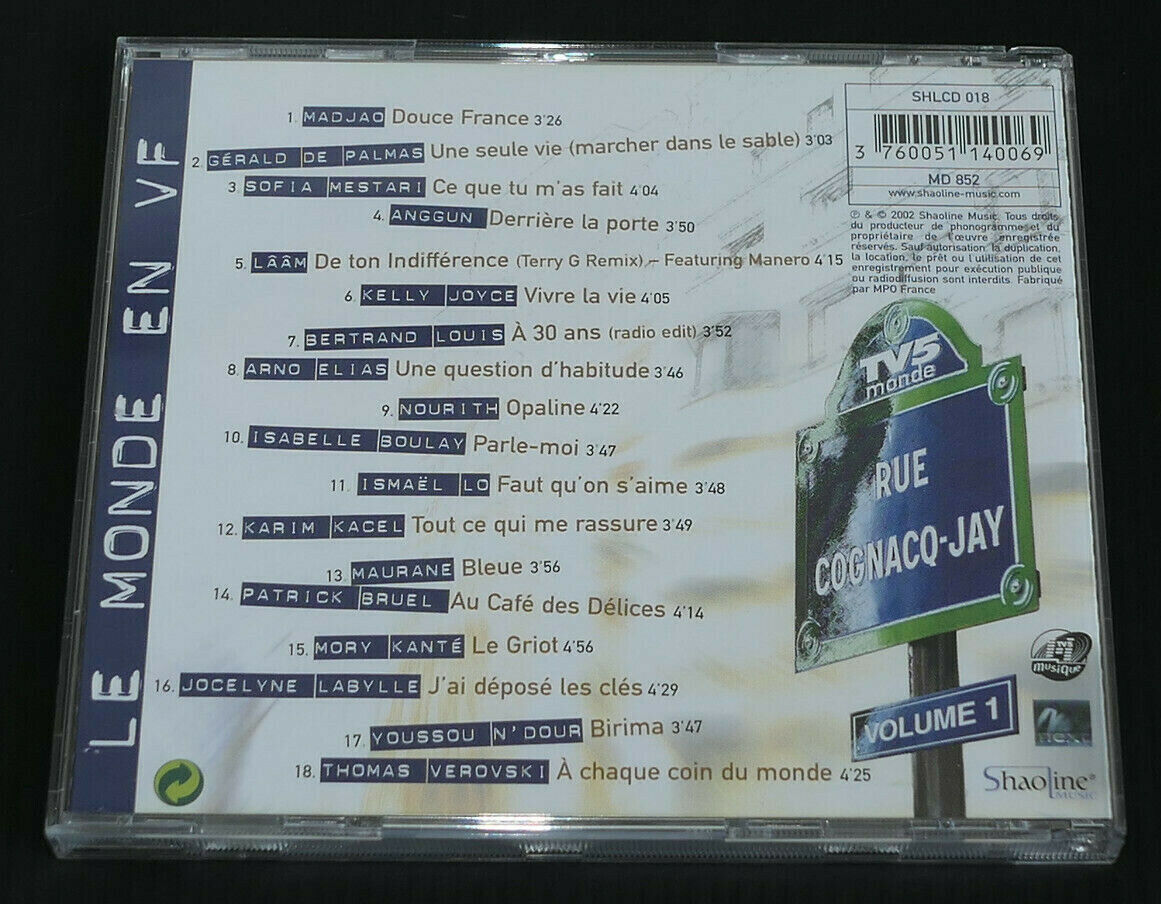 LE MONDE EN VF
1. MADJAO Douce France 3'26
2 GÉRALD DE PALMAS Une seule vie (marcher dans le sable) 3'03
3. SOFIA MESTARI Ce que tu m'as fait 4'04
4. ANGGUN Derrière la porte 3'50
5. LÂÂM De ton Indifférence (Terry G Remix) – Featuring Manero 4'15
6. KELLY JOYCE Vivre la vie 4'05
7. BERTRAND LOUIS À 30 ans (radio edit) 3'52
8. ARNO ELIAS Une question d'habitude 3'46
9. NOURITH Opaline 4'22
10. ISABELLE BOULAY Parle-moi 3'47
11. ISMAËL LO Faut qu'on s'aime 3'48
12. KARIM KACEL Tout ce qui me rassure 3'49
13. MAURANE Bleue 3'56
14. PATRICK BRUEL Au Café des Délices 4'14
15. MORY KANTÉ Le Griot 4'56
16. JOCELYNE LABYLLE J'ai déposé les clés 4'29
17. YOUSSOU N'DOUR Birima 3'47
18. THOMAS VEROVSKI À chaque coin du monde 4'25
SHLCD 018
3 760051 140069
MD 852
www.shaoline-music.com
℗ & © 2002 Shaoline Music. Tous droits
du producteur de phonogrammeset du
propriétaire de l'œuvre enregistrée
réservés. Sauf autorisation la duplication,
la location, le prêt ou l'utilisation de cet
enregistrement pour exécution publique
ou radiodiffusion sont interdits. Fabriqué
par MPO France
TV5
monde
RUE
COGNACQ-JAY
VOLUME 1
TV5
musique
next
Shaoline®
MUSIC